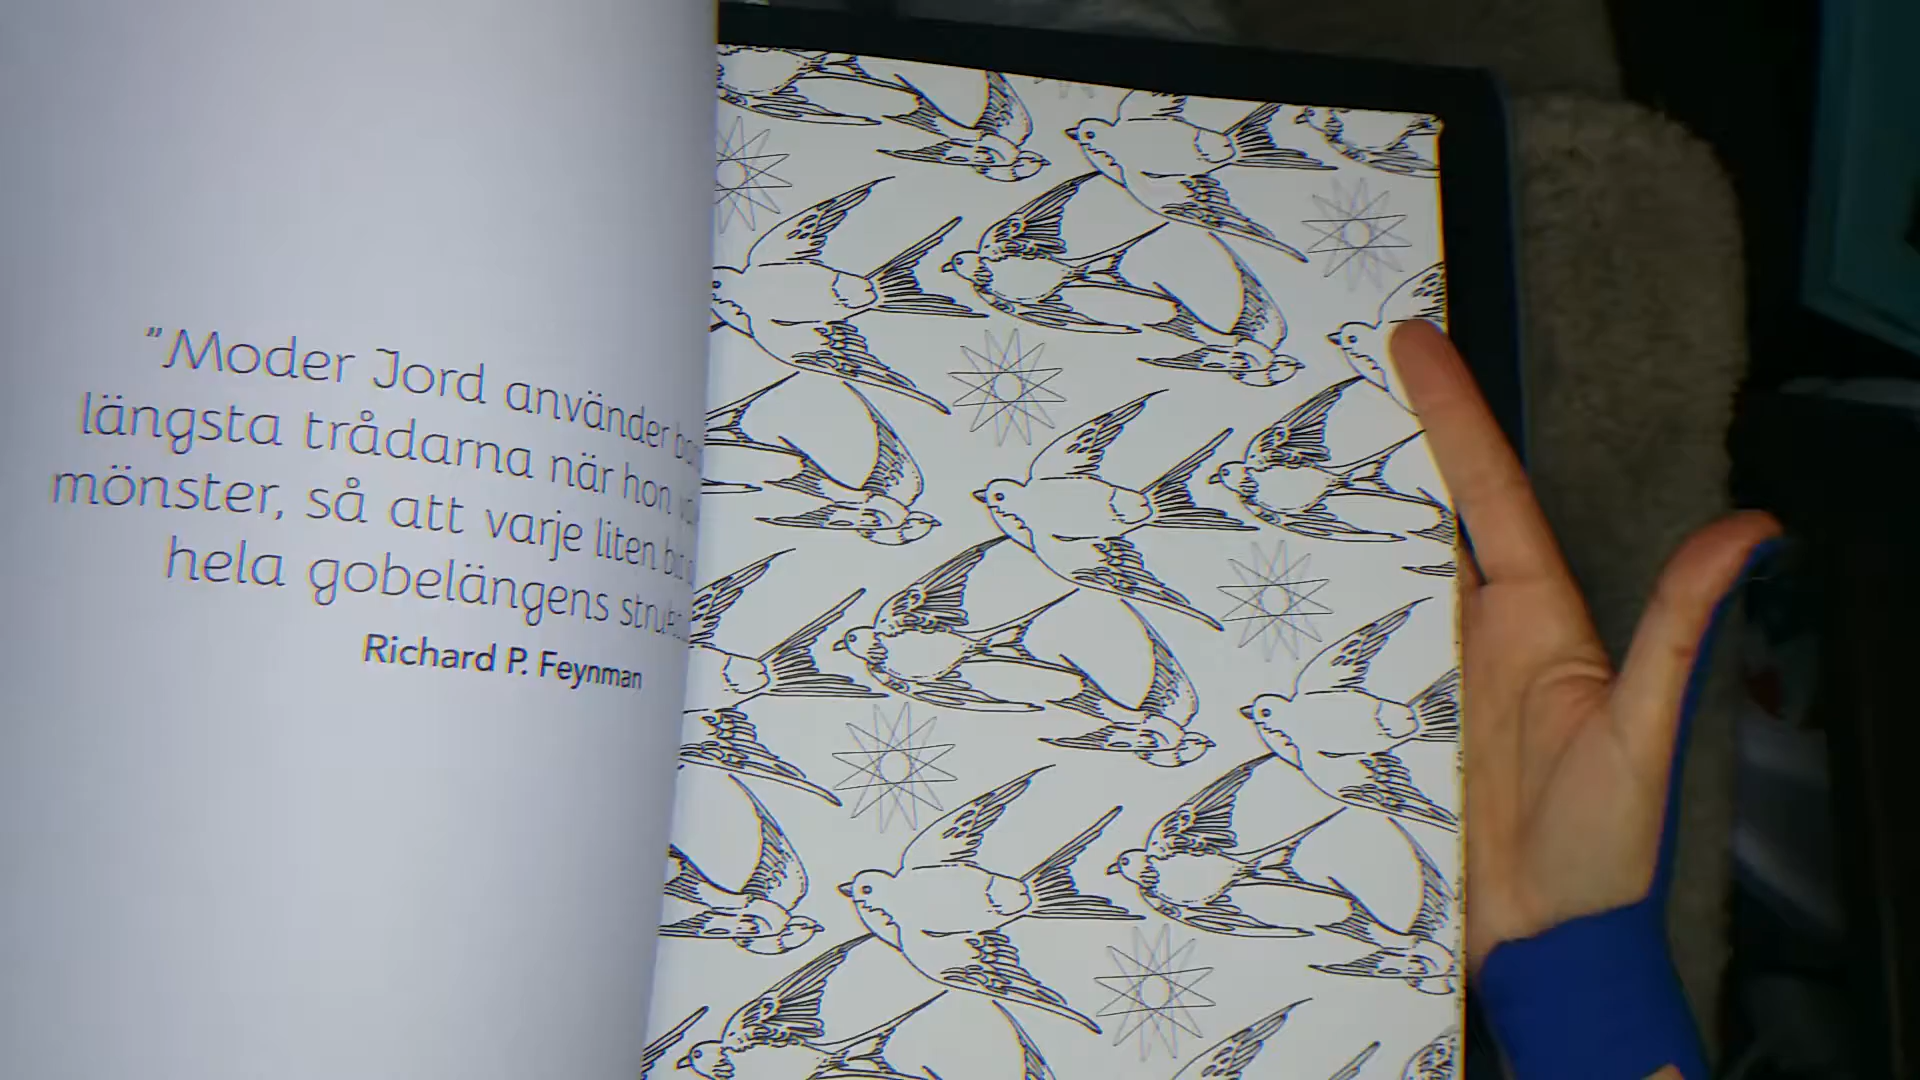 ”Moder Jord använder
längsta trådarna när hon
mönster, så att varje liten
hela gobelängens
Richard P. Feynman